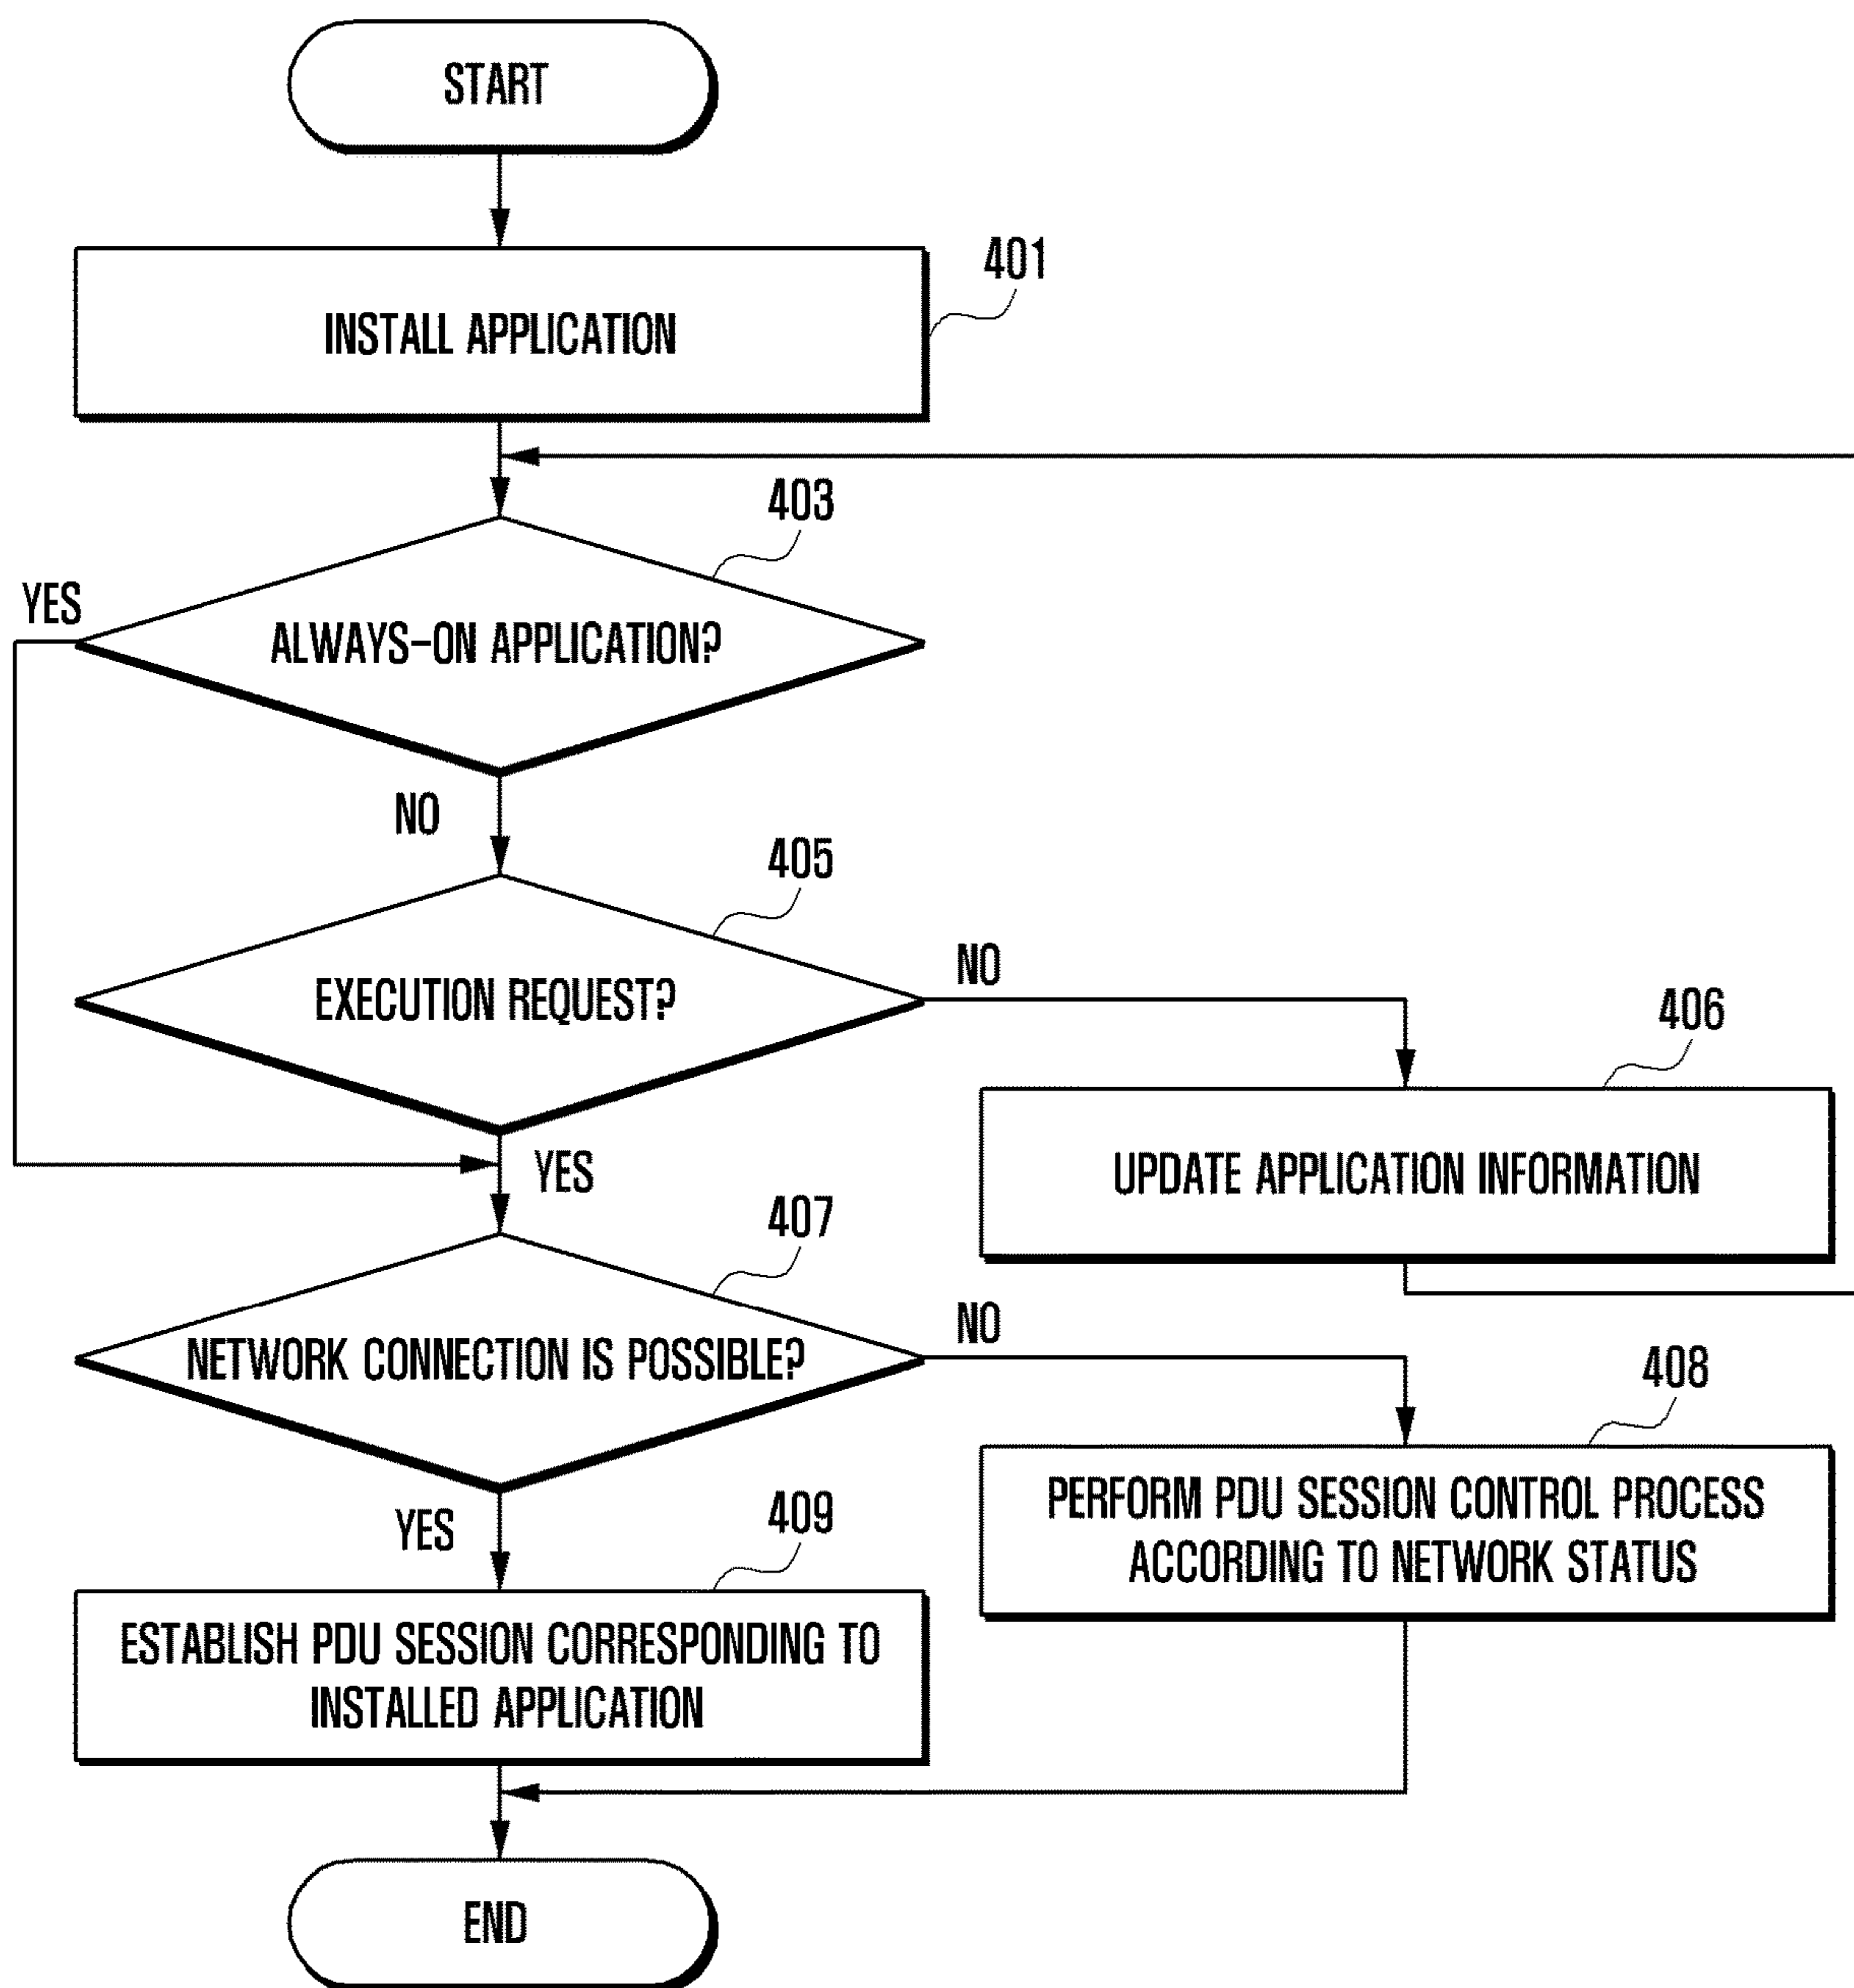 START
INSTALL APPLICATION
401
403
YES
ALWAYS-ON APPLICATION?
NO
405
EXECUTION REQUEST?
NO
406
UPDATE APPLICATION INFORMATION
YES
407
NETWORK CONNECTION IS POSSIBLE?
NO
408
PERFORM PDU SESSION CONTROL PROCESS
ACCORDING TO NETWORK STATUS
YES
409
ESTABLISH PDU SESSION CORRESPONDING TO
INSTALLED APPLICATION
END